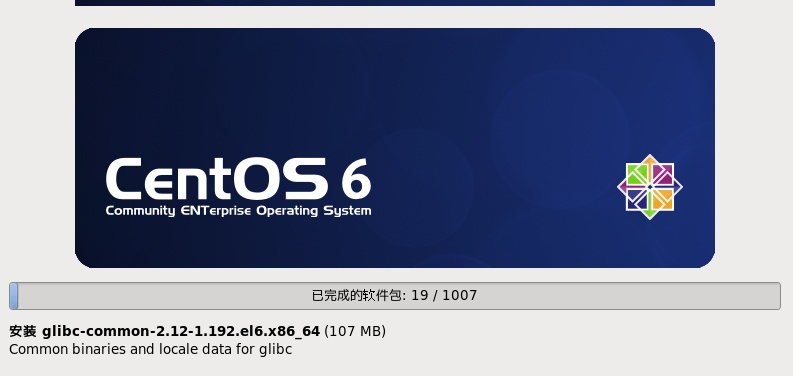 CentOS 6
Community ENTerprise Operating System
已完成的软件包: 19 / 1007
安装 glibc-common-2.12-1.192.el6.x86_64 (107 MB)
Common binaries and locale data for glibc